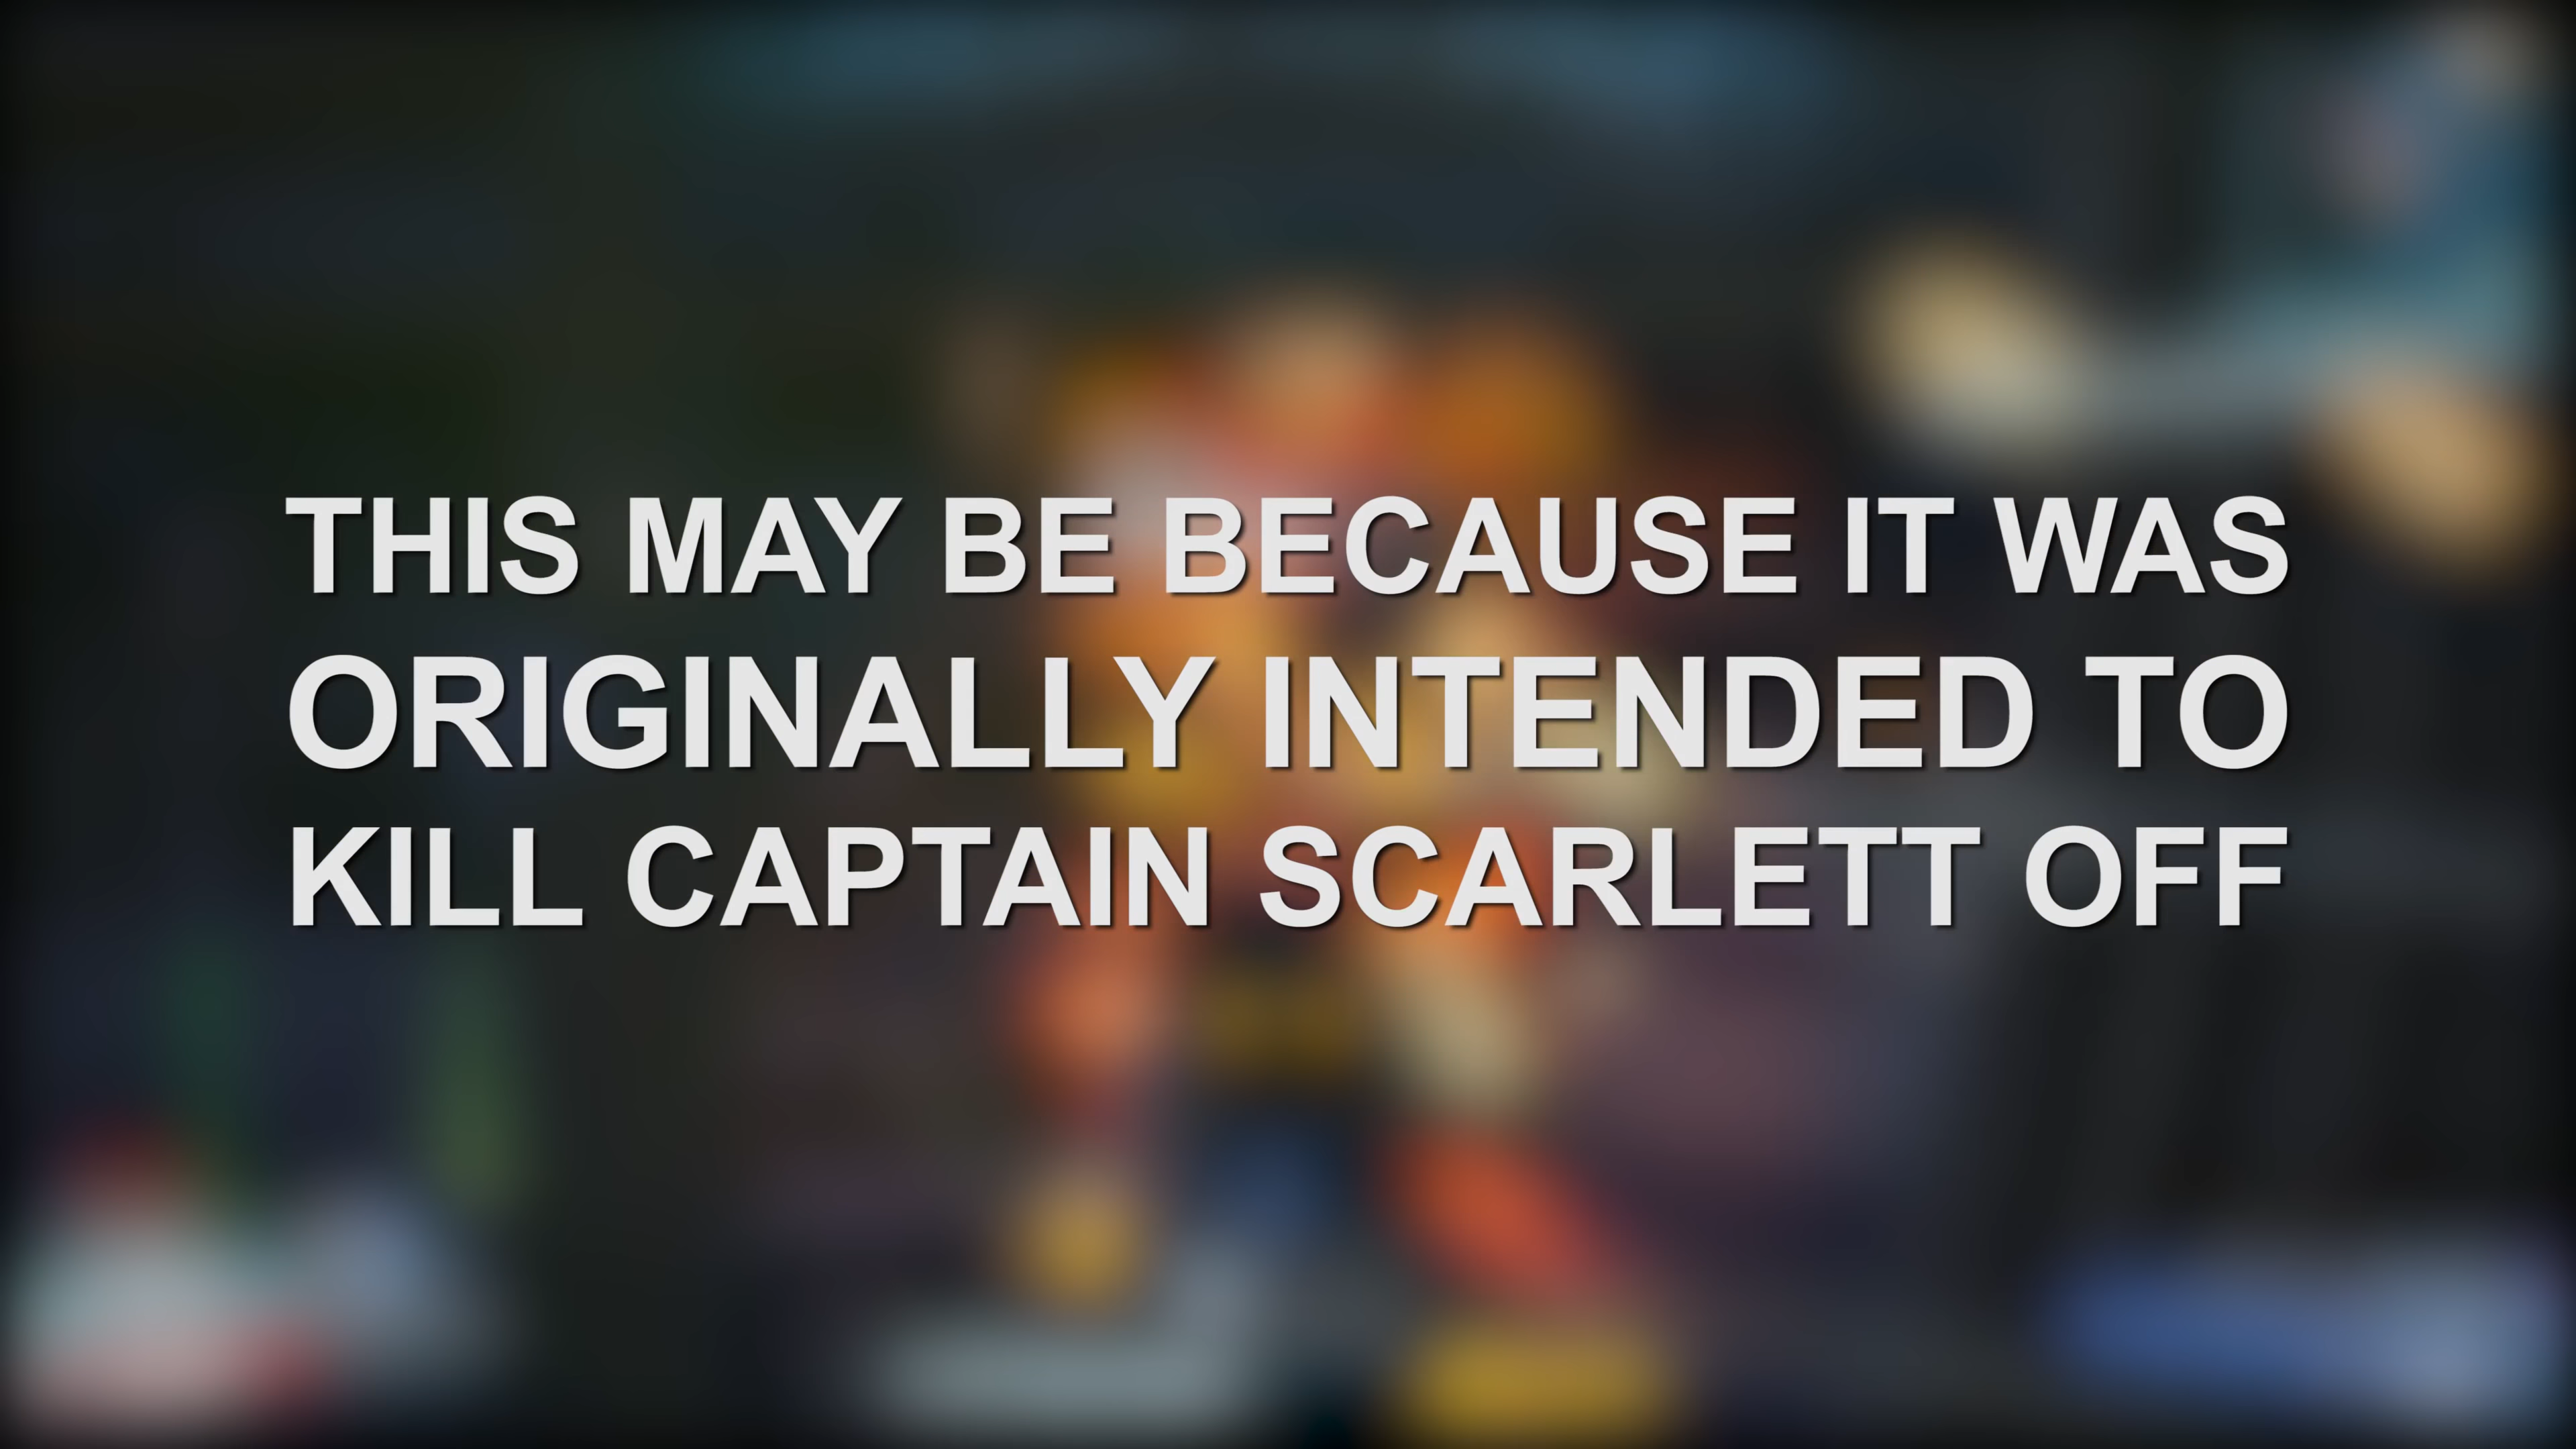 THIS MAY BE BECAUSE IT WAS
ORIGINALLY INTENDED TO
KILL CAPTAIN SCARLETT OFF